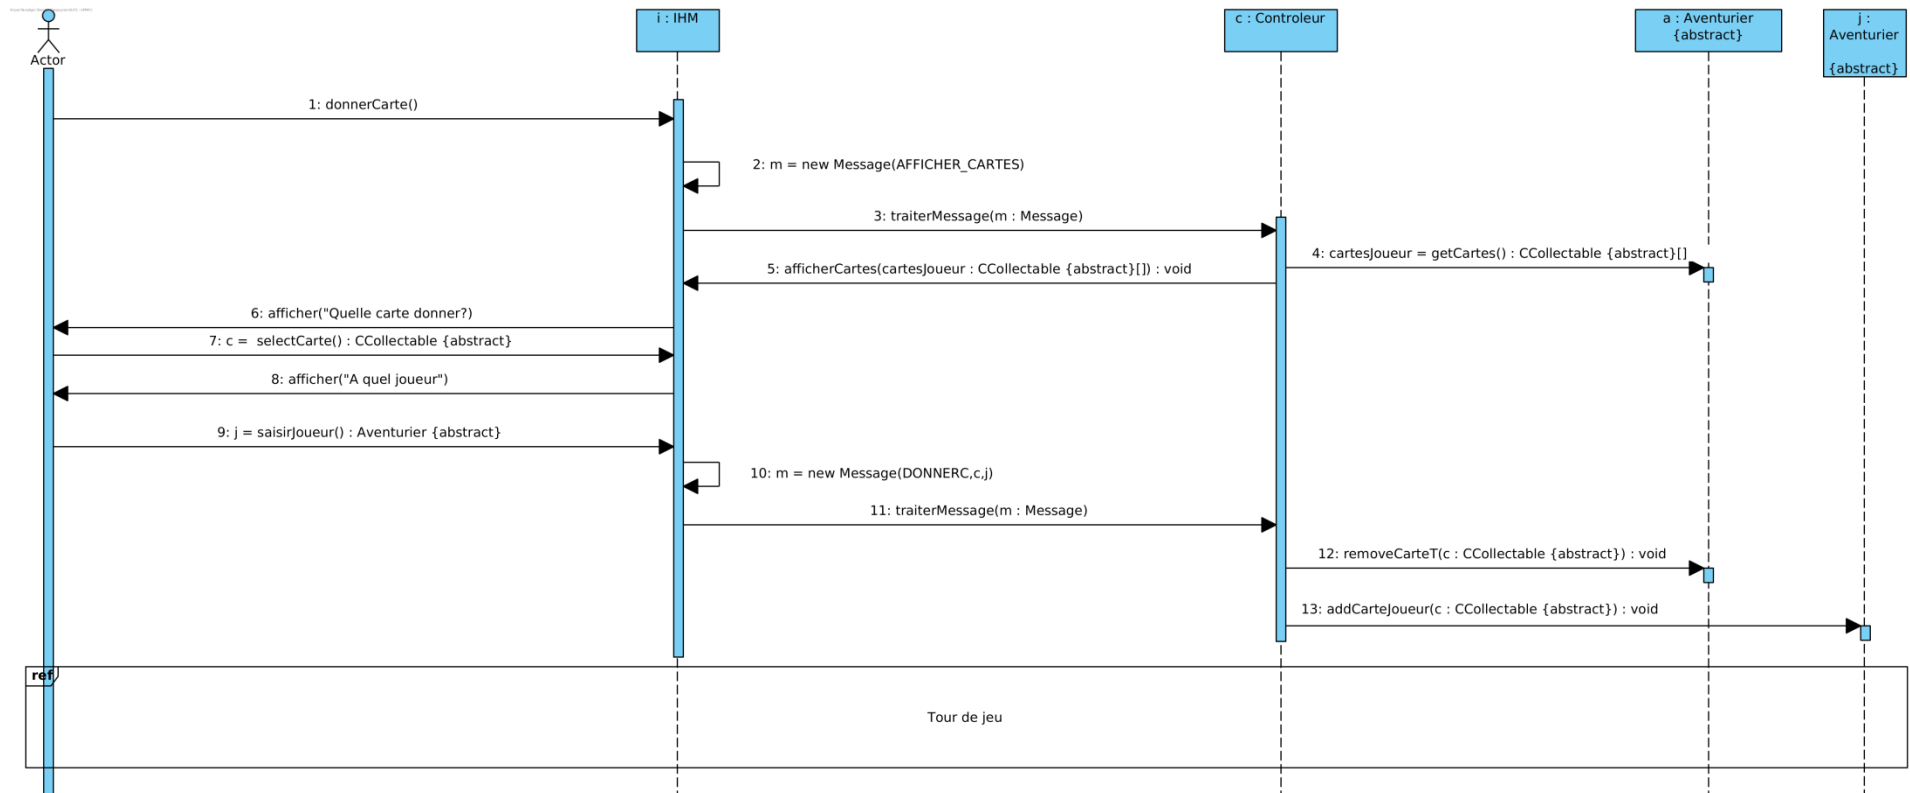 Actor
i : IHM
c : Controleur
a : Aventurier
{abstract}
j :
Aventurier
{abstract}
1: donnerCarte()
2: m = new Message(AFFICHER_CARTES)
3: traiterMessage(m : Message)
4: cartesJoueur = getCartes() : CCollectable {abstract}[]
5: afficherCartes(cartesJoueur : CCollectable {abstract}[]) : void
6: afficher("Quelle carte donner?)
7: c =  selectCarte() : CCollectable {abstract}
8: afficher("A quel joueur")
9: j = saisirJoueur() : Aventurier {abstract}
10: m = new Message(DONNERC,c,j)
11: traiterMessage(m : Message)
12: removeCarteT(c : CCollectable {abstract}) : void
13: addCarteJoueur(c : CCollectable {abstract}) : void
ref
Tour de jeu